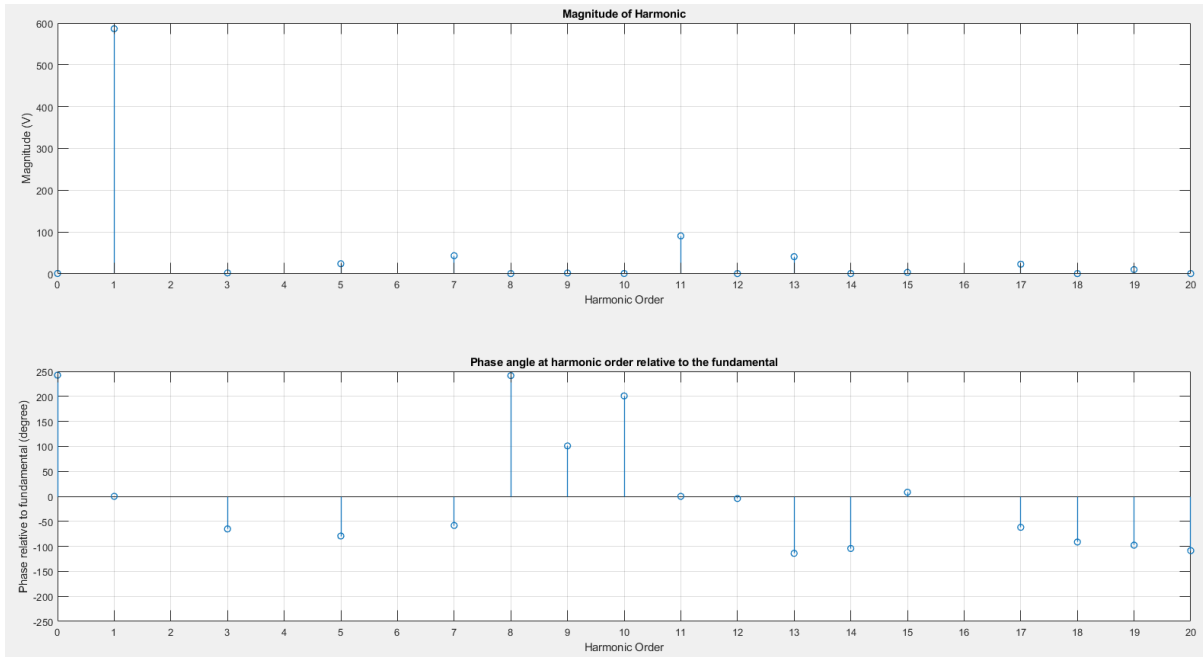 Magnitude of Harmonic
600
500
400
300
200
100
0
Magnitude (V)
0 1 2 3 4 5 6 7 8 9 10 11 12 13 14 15 16 17 18 19 20
Harmonic Order
Phase angle at harmonic order relative to the fundamental
250
200
150
100
50
0
-50
-100
-150
-200
-250
Phase relative to fundamental (degree)
0 1 2 3 4 5 6 7 8 9 10 11 12 13 14 15 16 17 18 19 20
Harmonic Order